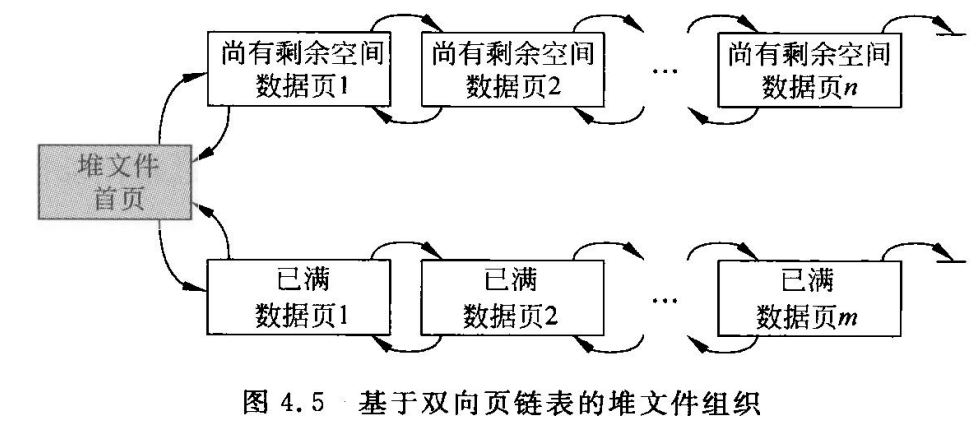 尚有剩余空间
数据页1
尚有剩余空间
数据页2
…
尚有剩余空间
数据页n
堆文件
首页
已满
数据页1
已满
数据页2
…
已满
数据页m
图 4.5 基于双向页链表的堆文件组织